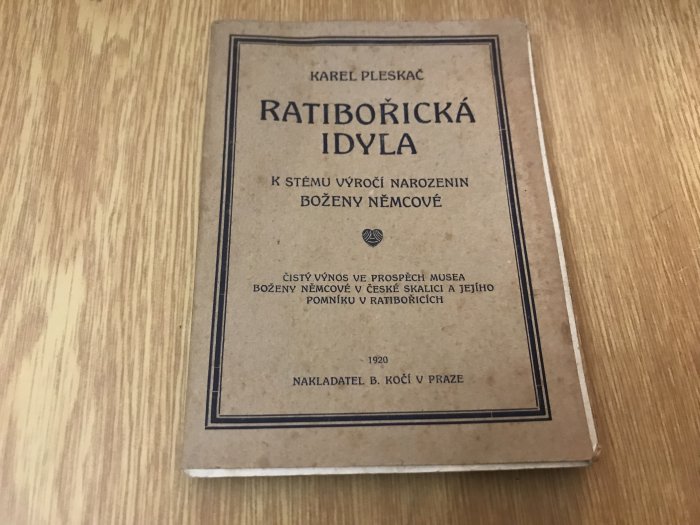 KAREL PLESKAČ
RATIBOŘICKÁ
IDYLA
K STÉMU VÝROČÍ NAROZENIN
BOŽENY NĚMCOVÉ
ČISTÝ VÝNOS VE PROSPĚCH MUSEA
BOŽENY NĚMCOVÉ V ČESKÉ SKALICI A JEJÍHO
POMNÍKU V RATIBOŘICÍCH
1920
NAKLADATEL B. KOČÍ V PRAZE